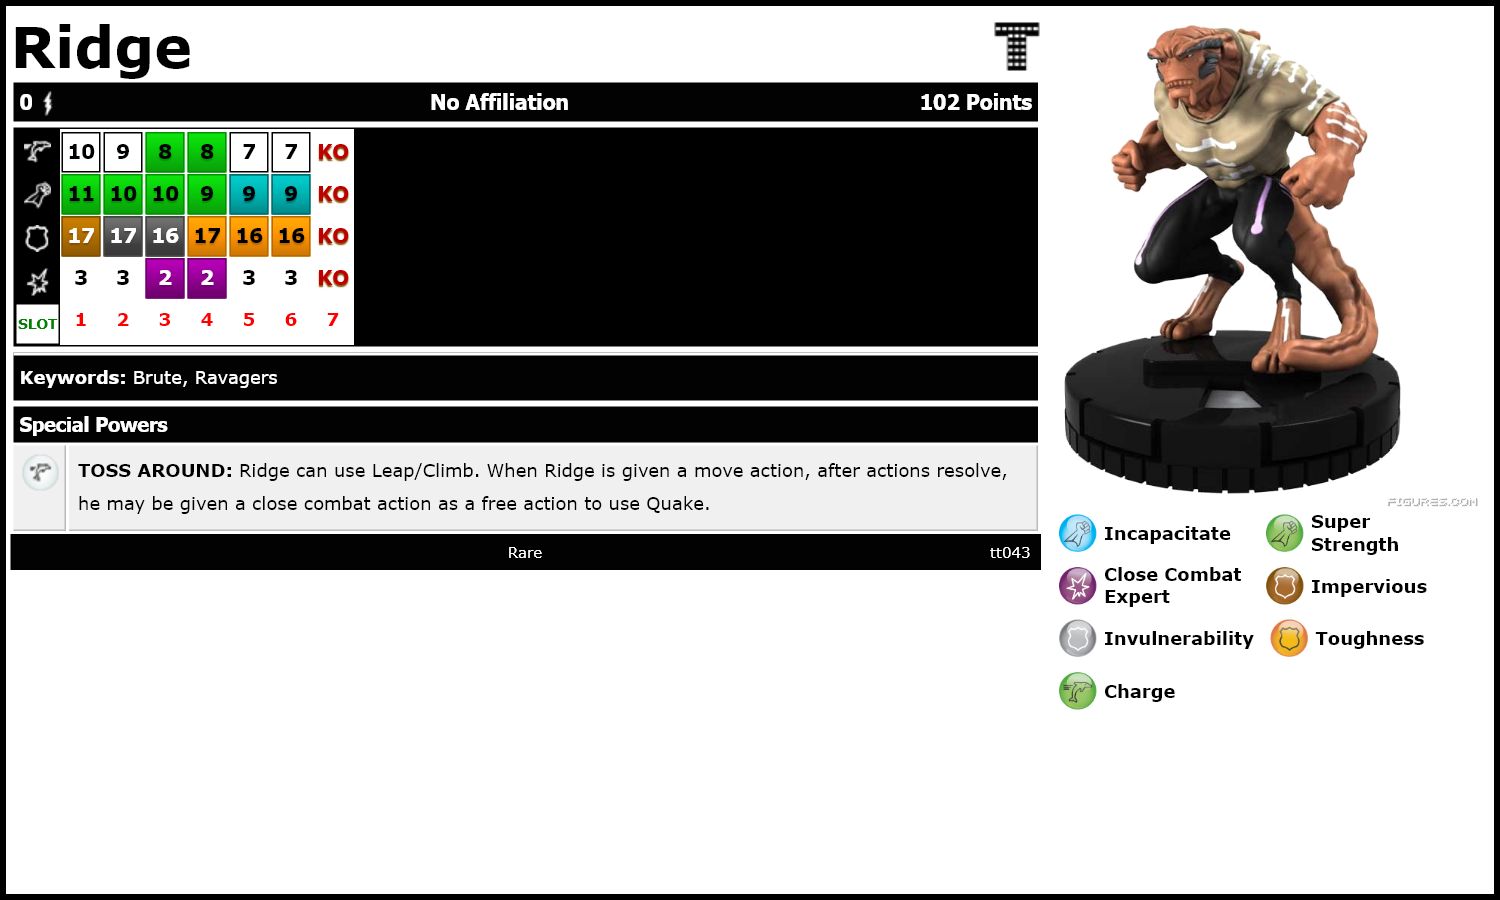 Ridge
T
0 No Affiliation 102 Points
10 9 8 8 7 7 KO
11 10 10 9 9 9 KO
17 17 16 17 16 16 KO
3 3 2 2 3 3 KO
SLOT 1 2 3 4 5 6 7
Keywords: Brute, Ravagers
Special Powers
TOSS AROUND: Ridge can use Leap/Climb. When Ridge is given a move action, after actions resolve,
he may be given a close combat action as a free action to use Quake.
Rare tt043
FIGURES.COM
Incapacitate
Super
Strength
Close Combat
Expert
Impervious
Invulnerability
Toughness
Charge